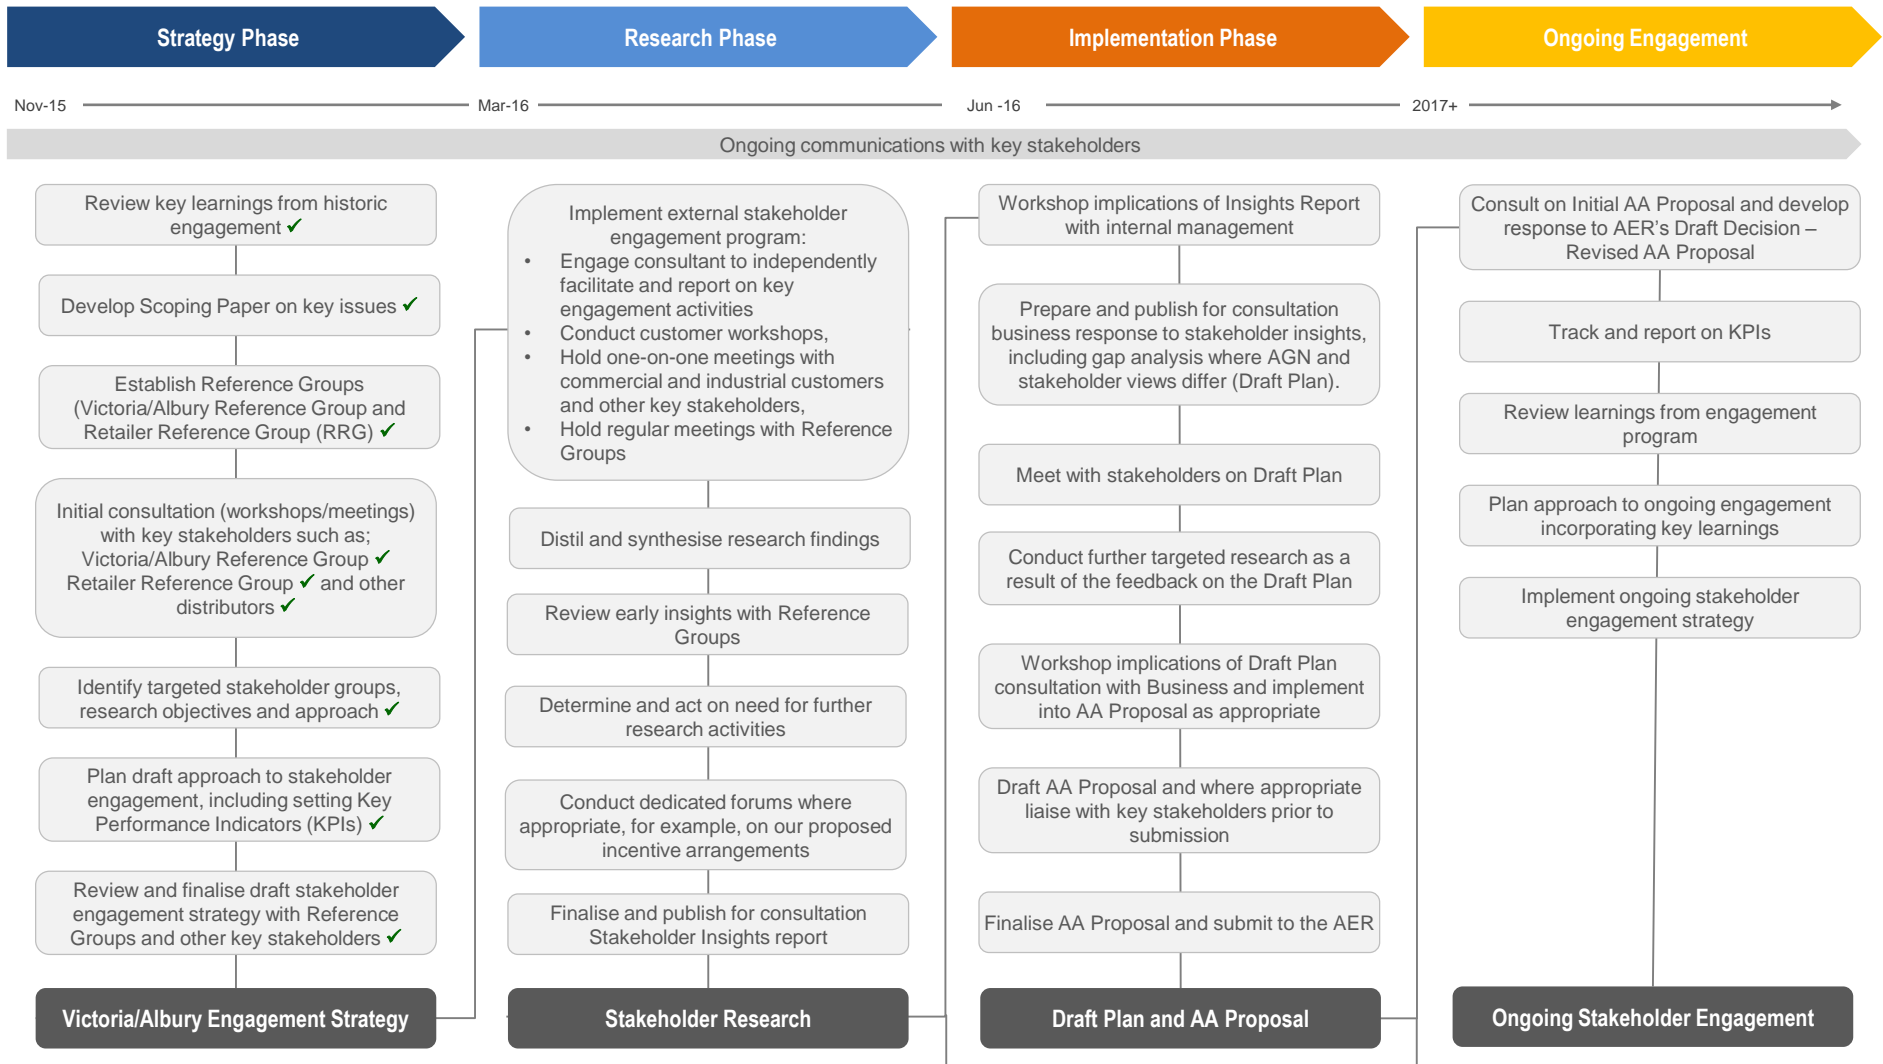 Strategy Phase
Research Phase
Implementation Phase
Ongoing Engagement
Nov-15
Mar-16
Jun -16
2017+
Ongoing communications with key stakeholders
Review key learnings from historic
engagement ✓
Develop Scoping Paper on key issues ✓
Establish Reference Groups
(Victoria/Albury Reference Group and
Retailer Reference Group (RRG) ✓
Initial consultation (workshops/meetings)
with key stakeholders such as;
Victoria/Albury Reference Group ✓
Retailer Reference Group ✓ and other
distributors ✓
Identify targeted stakeholder groups,
research objectives and approach ✓
Plan draft approach to stakeholder
engagement, including setting Key
Performance Indicators (KPIs) ✓
Review and finalise draft stakeholder
engagement strategy with Reference
Groups and other key stakeholders ✓
Victoria/Albury Engagement Strategy
Implement external stakeholder
engagement program:
• Engage consultant to independently
facilitate and report on key
engagement activities
• Conduct customer workshops,
• Hold one-on-one meetings with
commercial and industrial customers
and other key stakeholders,
• Hold regular meetings with Reference
Groups
Distil and synthesise research findings
Review early insights with Reference
Groups
Determine and act on need for further
research activities
Conduct dedicated forums where
appropriate, for example, on our proposed
incentive arrangements
Finalise and publish for consultation
Stakeholder Insights report
Stakeholder Research
Workshop implications of Insights Report
with internal management
Prepare and publish for consultation
business response to stakeholder insights,
including gap analysis where AGN and
stakeholder views differ (Draft Plan).
Meet with stakeholders on Draft Plan
Conduct further targeted research as a
result of the feedback on the Draft Plan
Workshop implications of Draft Plan
consultation with Business and implement
into AA Proposal as appropriate
Draft AA Proposal and where appropriate
liaise with key stakeholders prior to
submission
Finalise AA Proposal and submit to the AER
Draft Plan and AA Proposal
Consult on Initial AA Proposal and develop
response to AER's Draft Decision –
Revised AA Proposal
Track and report on KPIs
Review learnings from engagement
program
Plan approach to ongoing engagement
incorporating key learnings
Implement ongoing stakeholder
engagement strategy
Ongoing Stakeholder Engagement